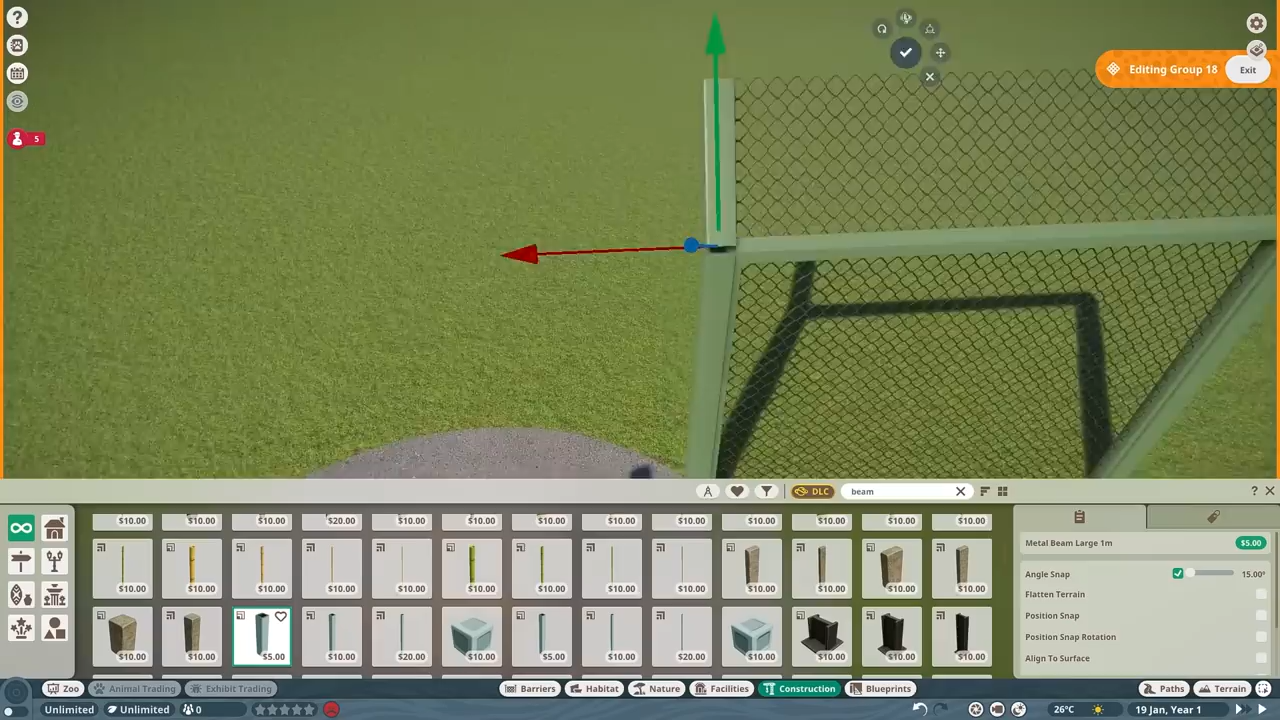 ?
Editing Group 18
Exit
5
DLC
beam
?
$10.00 $10.00 $10.00 $20.00 $10.00 $10.00 $10.00 $10.00 $10.00 $10.00 $10.00 $10.00 $10.00
$10.00 $10.00 $10.00 $10.00 $10.00 $10.00 $10.00 $10.00 $10.00 $10.00 $10.00 $10.00 $10.00
$10.00 $10.00 $5.00 $10.00 $20.00 $10.00 $5.00 $10.00 $20.00 $10.00 $10.00 $10.00 $10.00
Metal Beam Large 1m $5.00
Angle Snap 15.00°
Flatten Terrain
Position Snap
Position Snap Rotation
Align To Surface
Zoo Animal Trading Exhibit Trading Barriers Habitat Nature Facilities Construction Blueprints Paths Terrain
Unlimited Unlimited 0 26°C 19 Jan, Year 1